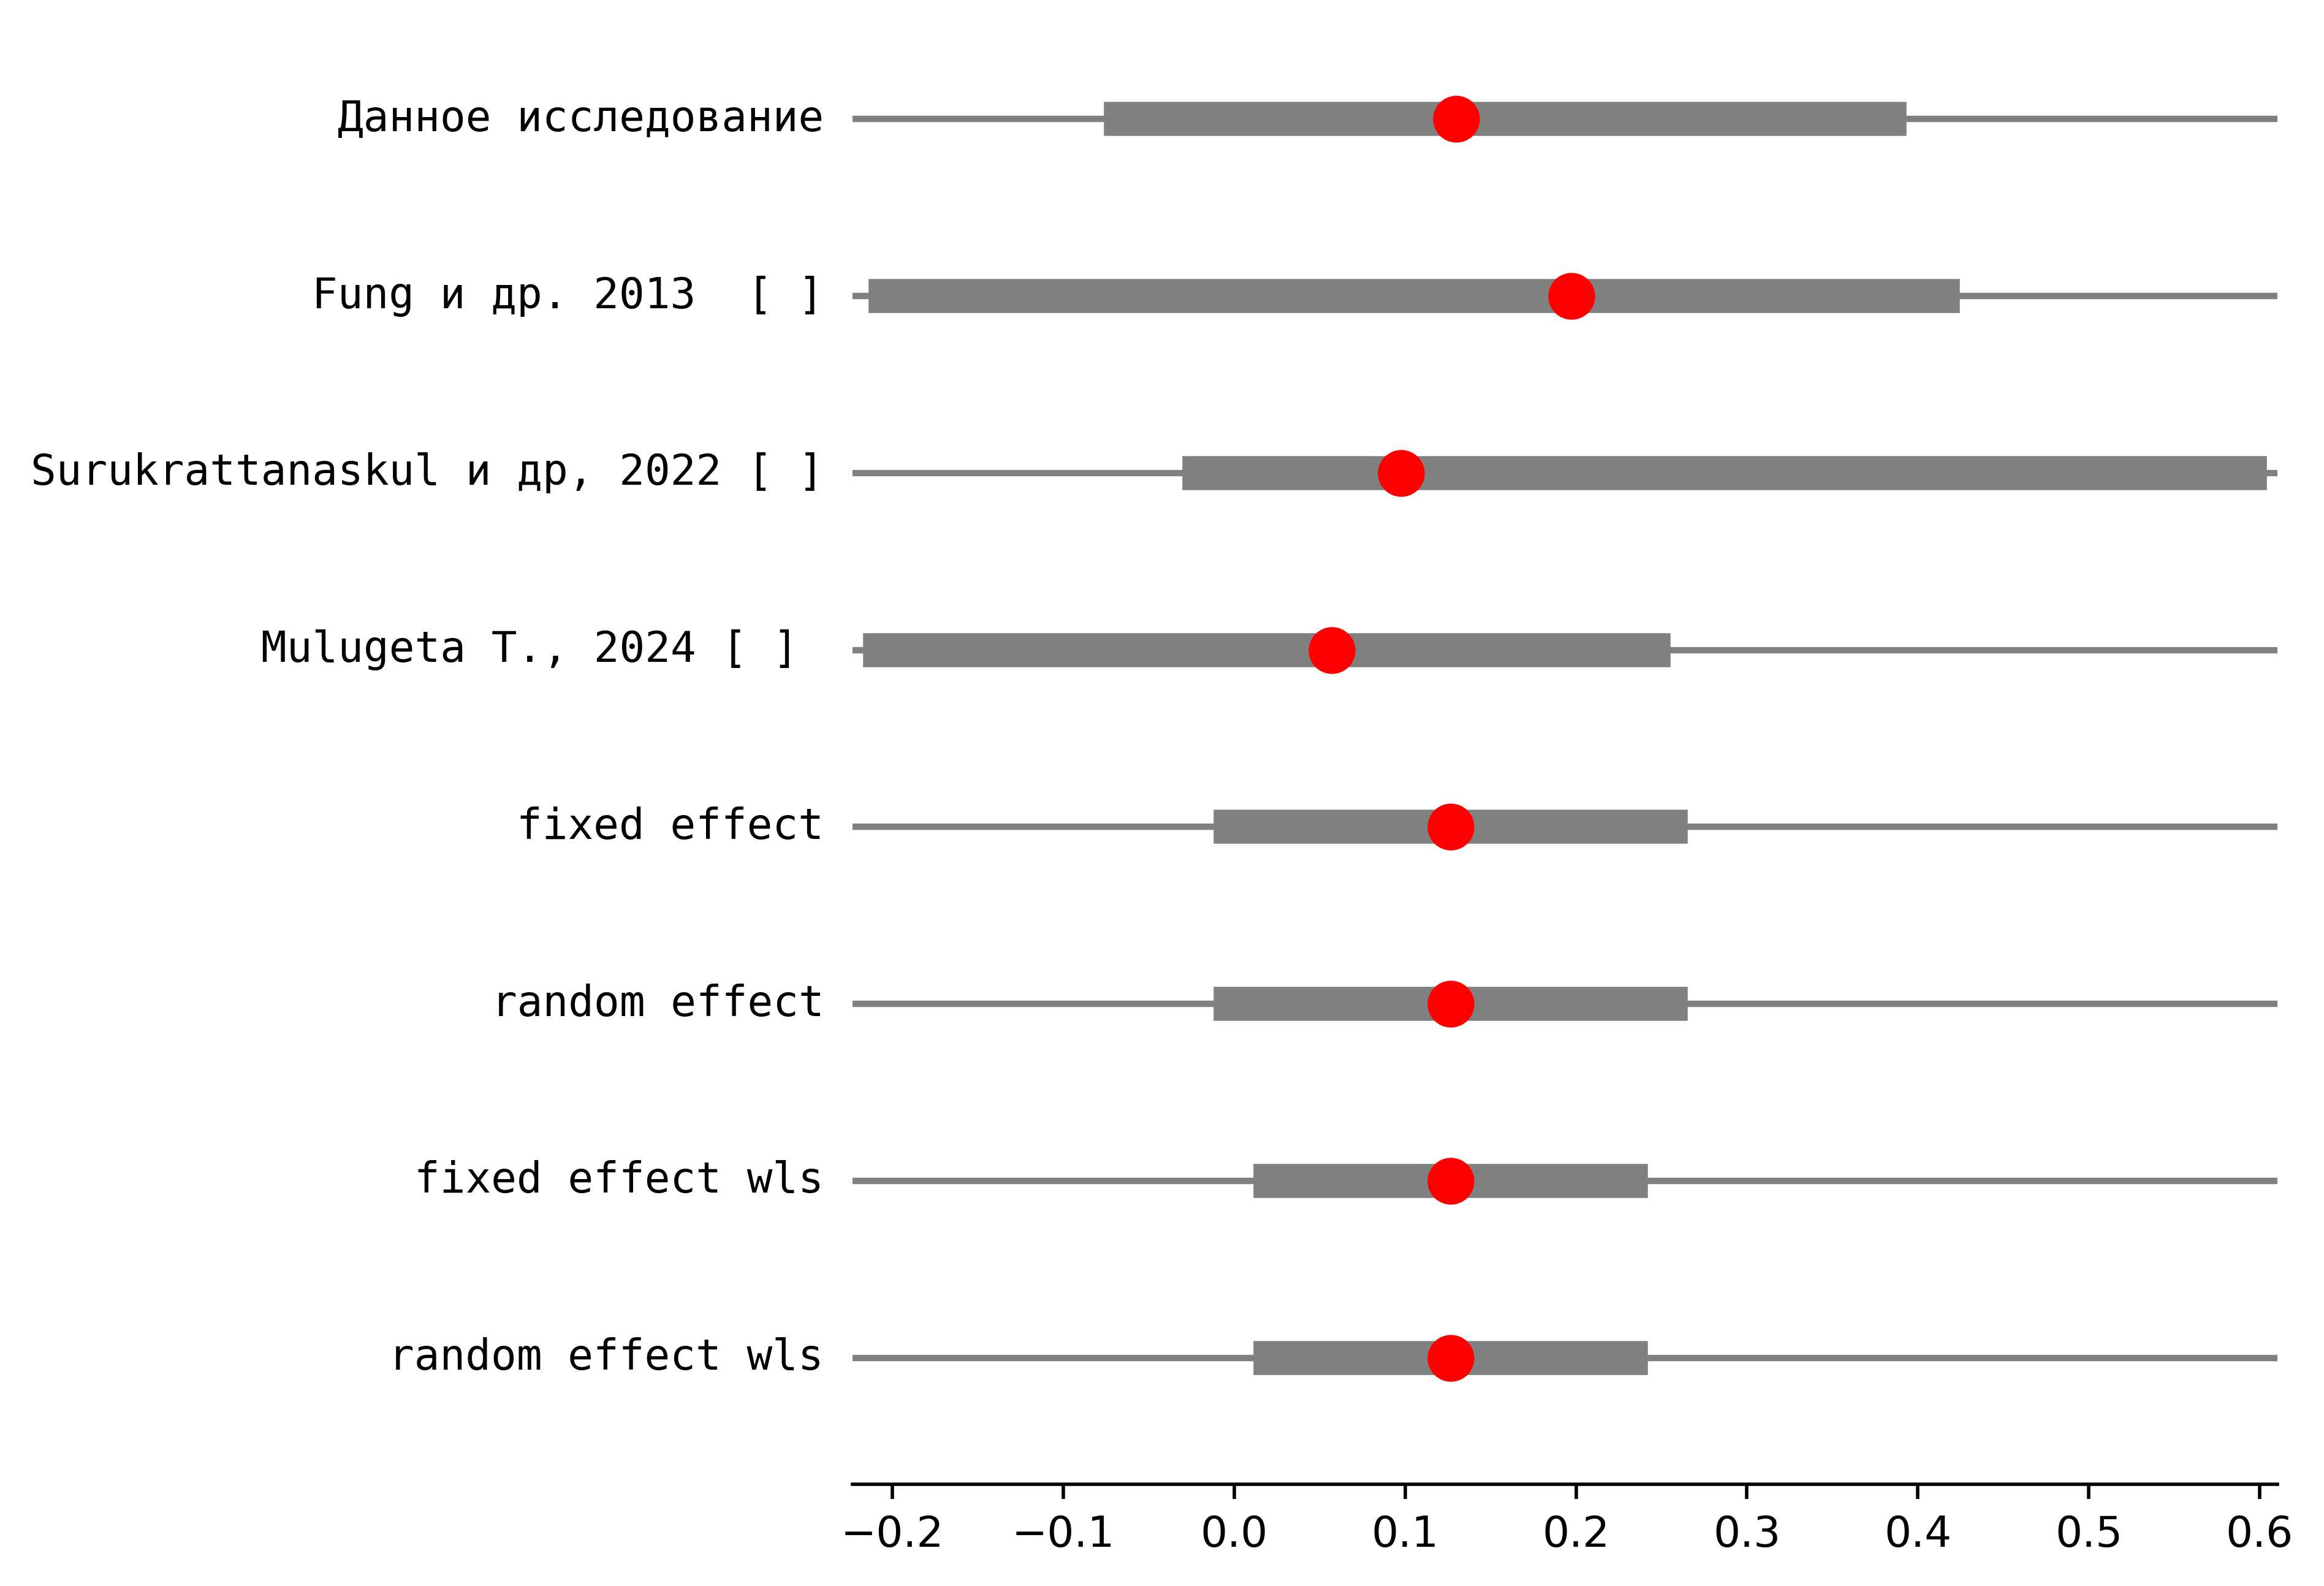 Данное исследование
Fung и др. 2013  [ ]
Surukrattanaskul и др, 2022 [ ]
Mulugeta T., 2024 [ ]
fixed effect
random effect
fixed effect wls
random effect wls
−0.2 −0.1 0.0 0.1 0.2 0.3 0.4 0.5 0.6